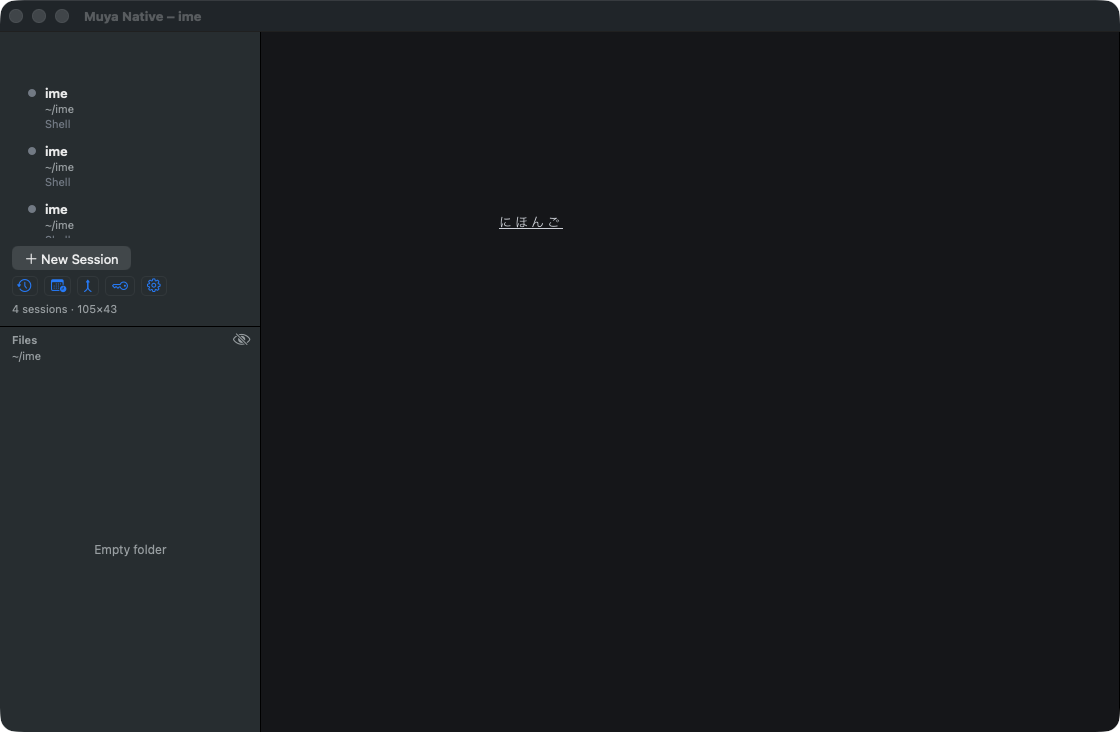 Muya Native – ime
ime
~/ime
Shell
ime
~/ime
Shell
ime
~/ime
+ New Session
4 sessions · 105×43
Files
~/ime
Empty folder
にほんご